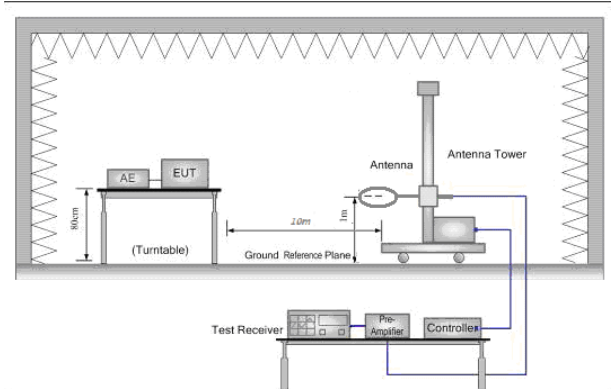 Antenna Tower
Antenna
AE
EUT
80cm
(Turntable)
10m
1m
Ground Reference Plane
Test Receiver
Pre-
Amplifier
Controller